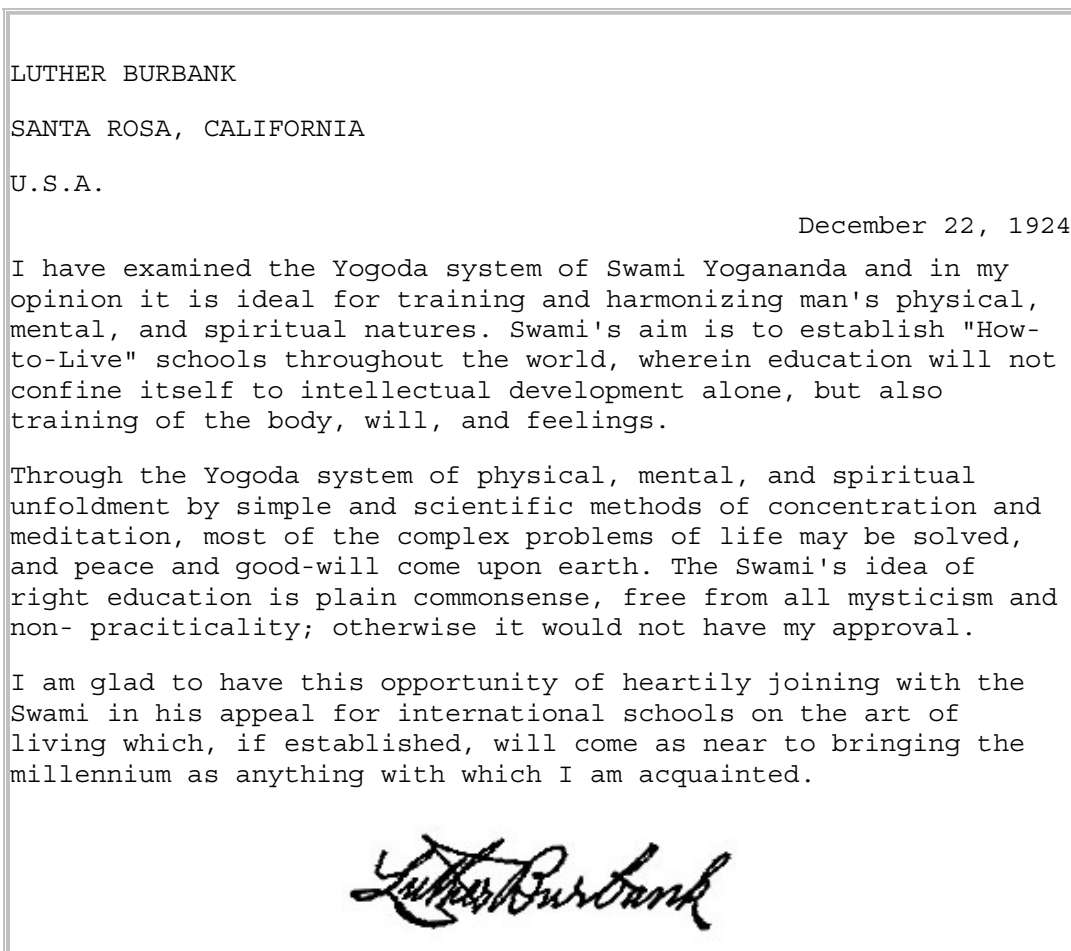 LUTHER BURBANK
SANTA ROSA, CALIFORNIA
U.S.A.
December 22, 1924
I have examined the Yogoda system of Swami Yogananda and in my
opinion it is ideal for training and harmonizing man's physical,
mental, and spiritual natures. Swami's aim is to establish "How-
to-Live" schools throughout the world, wherein education will not
confine itself to intellectual development alone, but also
training of the body, will, and feelings.
Through the Yogoda system of physical, mental, and spiritual
unfoldment by simple and scientific methods of concentration and
meditation, most of the complex problems of life may be solved,
and peace and good-will come upon earth. The Swami's idea of
right education is plain commonsense, free from all mysticism and
non- praciticality; otherwise it would not have my approval.
I am glad to have this opportunity of heartily joining with the
Swami in his appeal for international schools on the art of
living which, if established, will come as near to bringing the
millennium as anything with which I am acquainted.
Luther Burbank